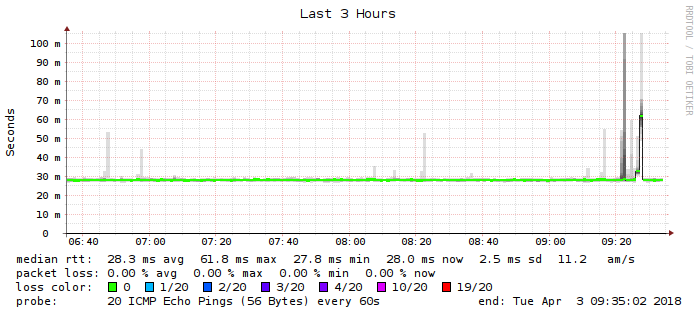 Last 3 Hours
RRDTOOL / TOBI OETIKER
Seconds
100 m
90 m
80 m
70 m
60 m
50 m
40 m
30 m
20 m
10 m
0
06:40 07:00 07:20 07:40 08:00 08:20 08:40 09:00 09:20
median rtt: 28.3 ms avg 61.8 ms max 27.8 ms min 28.0 ms now 2.5 ms sd 11.2 am/s
packet loss: 0.00 % avg 0.00 % max 0.00 % min 0.00 % now
loss color: 0 1/20 2/20 3/20 4/20 10/20 19/20
probe: 20 ICMP Echo Pings (56 Bytes) every 60s end: Tue Apr 3 09:35:02 2018